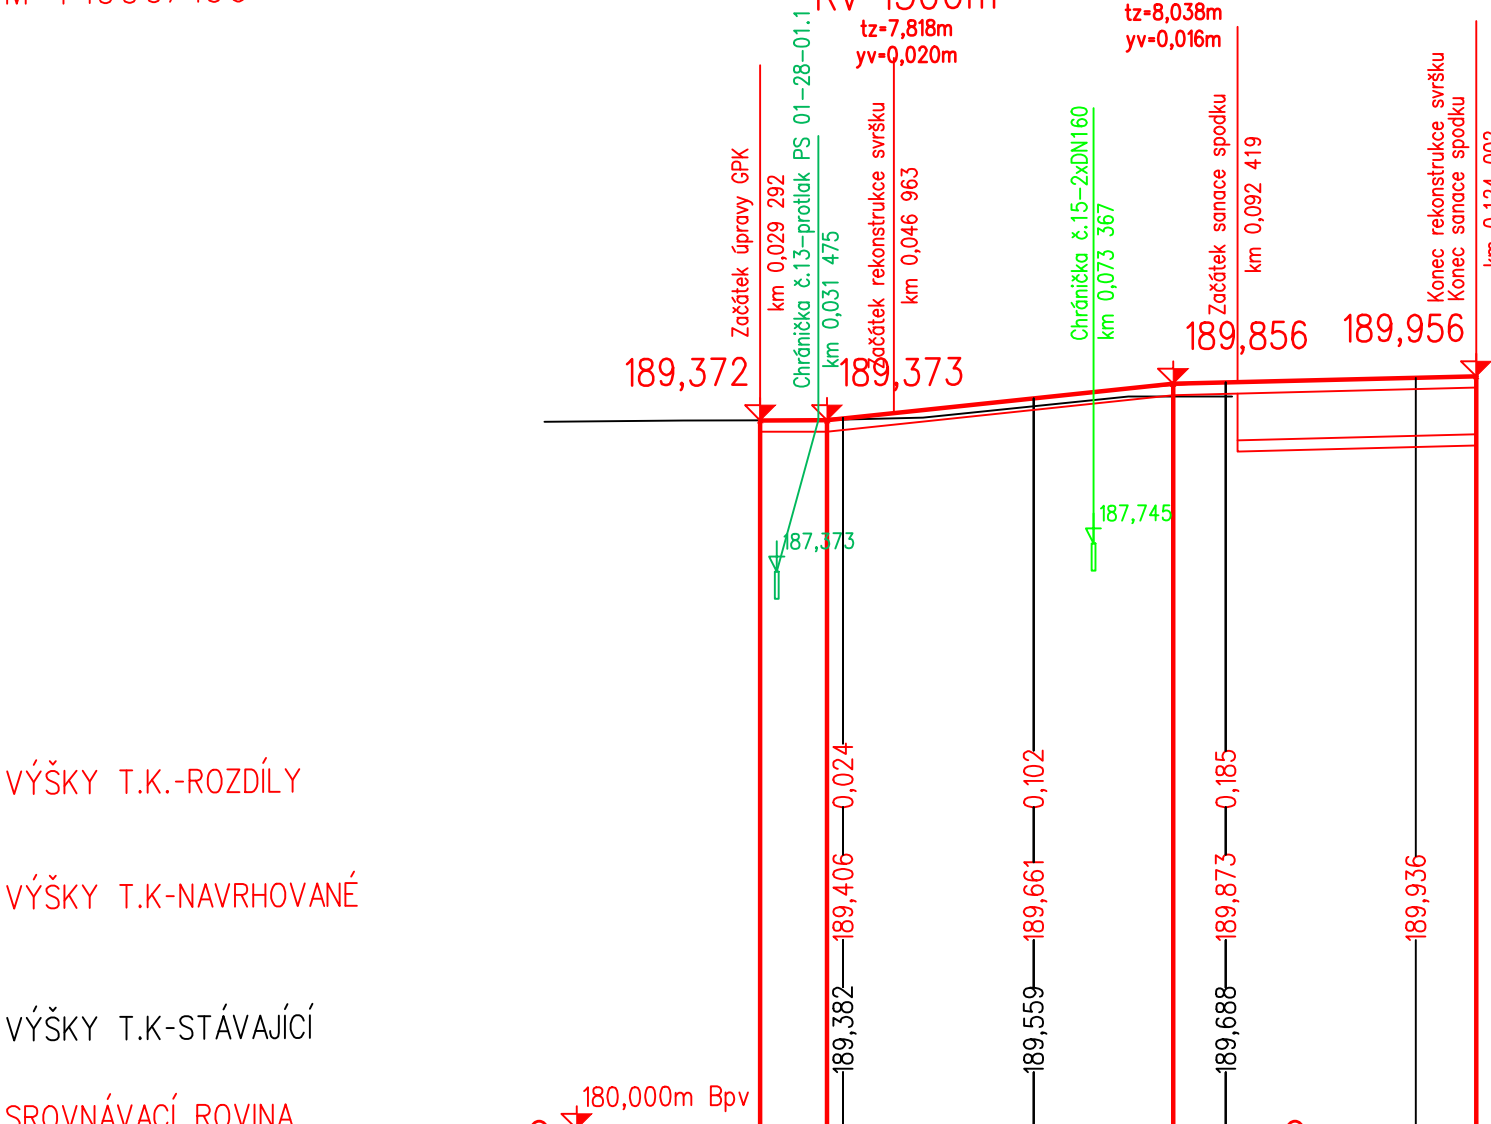 tz=7,818m
yv=0,020m
tz=8,038m
yv=0,016m
Začátek úpravy GPK
km 0,029 292
Chránička č.13-protlak PS 01-28-01.1
km 0,031 475
Začátek rekonstrukce svršku
km 0,046 963
Chránička č.15-2xDN160
km 0,073 367
Začátek sanace spodku
km 0,092 419
Konec rekonstrukce svršku
Konec sanace spodku
189,372
189,373
189,856
189,956
187,373
187,745
VÝŠKY T.K.-ROZDÍLY
0,024
0,102
0,185
VÝŠKY T.K-NAVRHOVANÉ
189,406
189,661
189,873
189,936
VÝŠKY T.K-STÁVAJÍCÍ
189,382
189,559
189,688
180,000m Bpv
SROVNÁVACÍ ROVINA